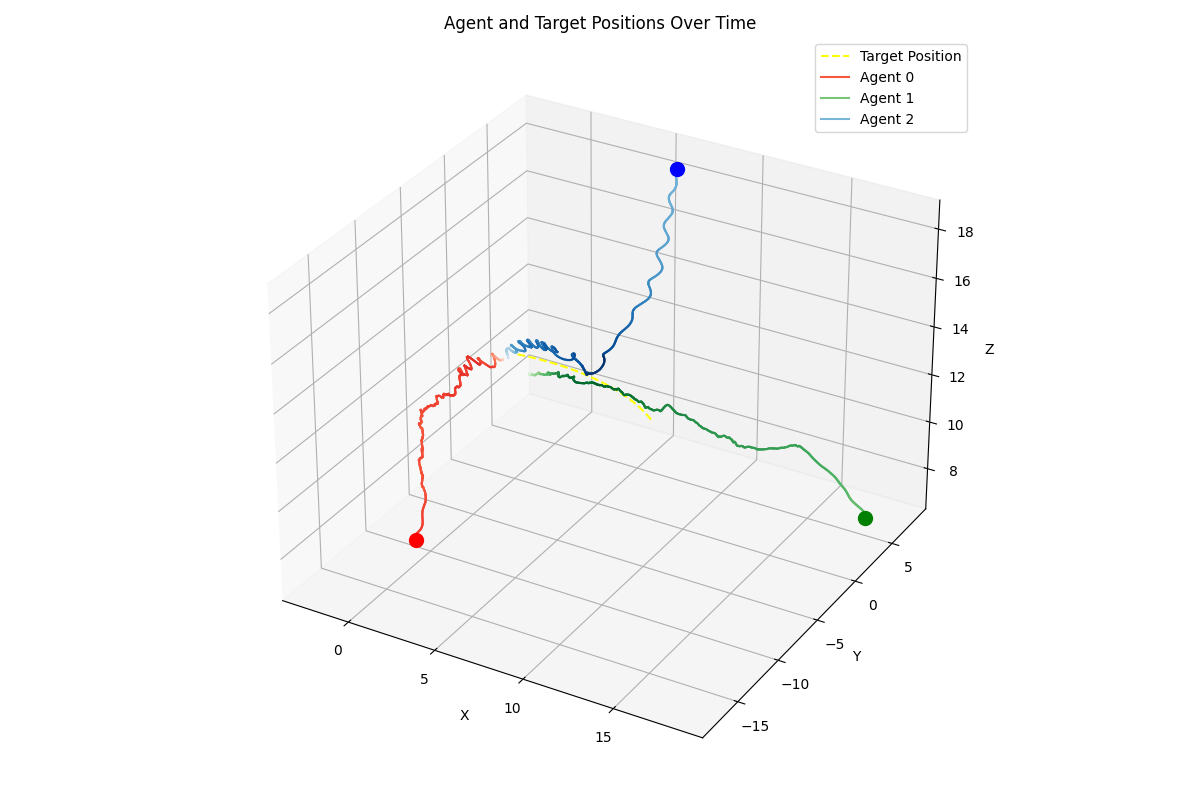 Agent and Target Positions Over Time
Target Position
Agent 0
Agent 1
Agent 2
18
16
14
12
10
8
Z
5
0
−5
−10
−15
Y
0
5
10
15
X